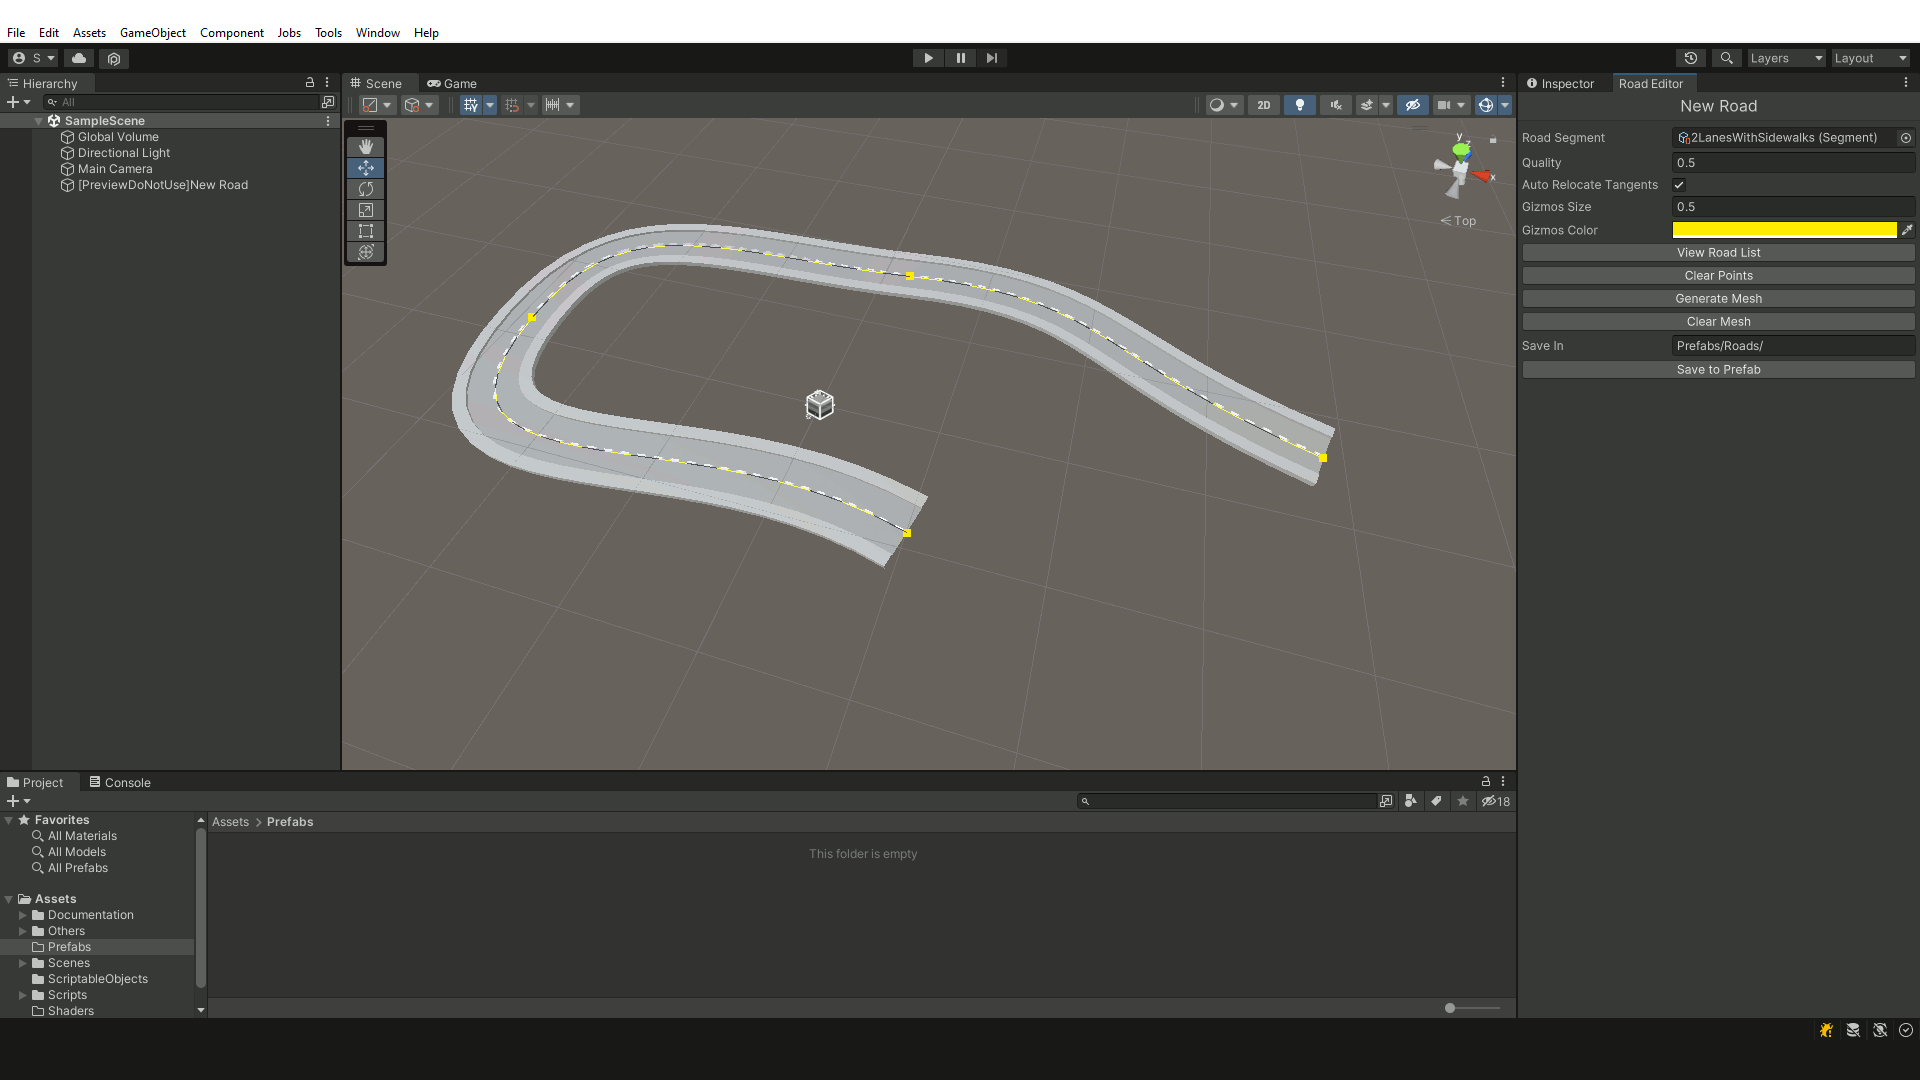 File Edit Assets GameObject Component Jobs Tools Window Help
S Layers Layout
Hierarchy
All
SampleScene
Global Volume
Directional Light
Main Camera
[PreviewDoNotUse]New Road
Scene Game
2D
y
z
x
Top
Inspector Road Editor
New Road
Road Segment 2LanesWithSidewalks (Segment)
Quality 0.5
Auto Relocate Tangents
Gizmos Size 0.5
Gizmos Color
View Road List
Clear Points
Generate Mesh
Clear Mesh
Save In Prefabs/Roads/
Save to Prefab
Project Console
18
Favorites
All Materials
All Models
All Prefabs
Assets
Documentation
Others
Prefabs
Scenes
ScriptableObjects
Scripts
Shaders
Assets > Prefabs
This folder is empty